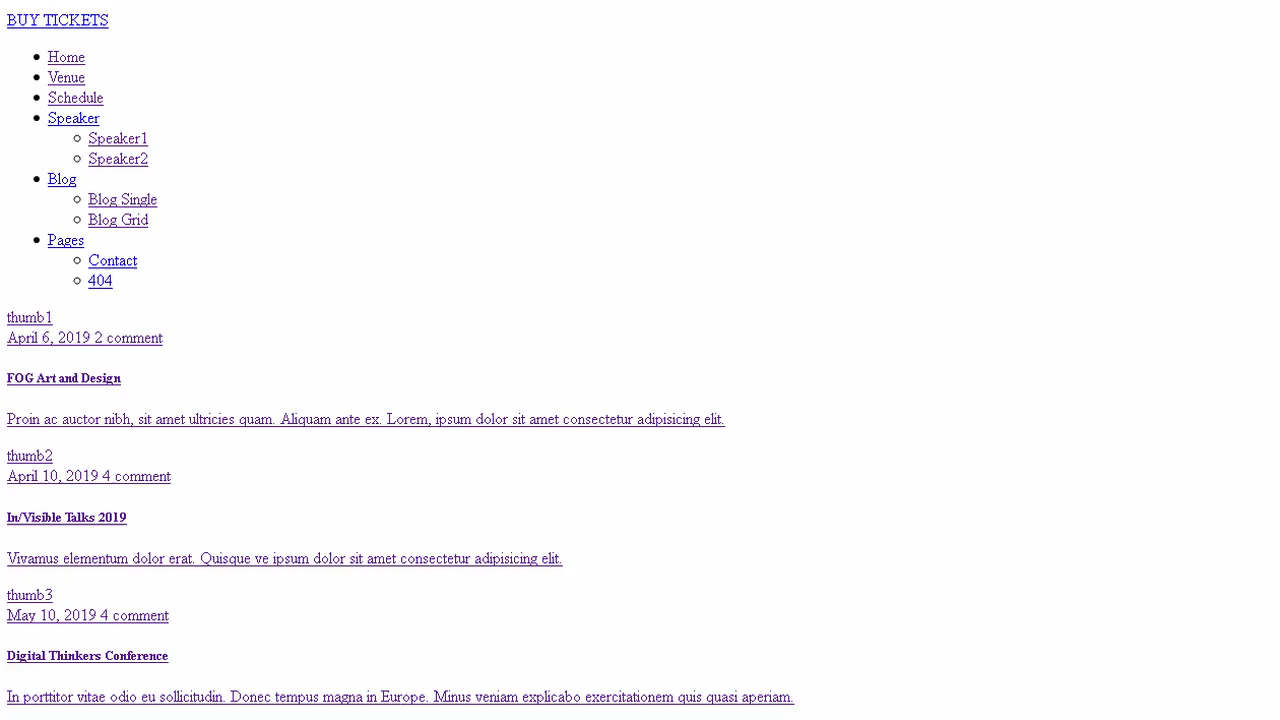 BUY TICKETS
Home
Venue
Schedule
Speaker
Speaker1
Speaker2
Blog
Blog Single
Blog Grid
Pages
Contact
404
thumb1
April 6, 2019 2 comment
FOG Art and Design
Proin ac auctor nibh, sit amet ultricies quam. Aliquam ante ex. Lorem, ipsum dolor sit amet consectetur adipisicing elit.
thumb2
April 10, 2019 4 comment
In/Visible Talks 2019
Vivamus elementum dolor erat. Quisque ve ipsum dolor sit amet consectetur adipisicing elit.
thumb3
May 10, 2019 4 comment
Digital Thinkers Conference
In porttitor vitae odio eu sollicitudin. Donec tempus magna in Europe. Minus veniam explicabo exercitationem quis quasi aperiam.